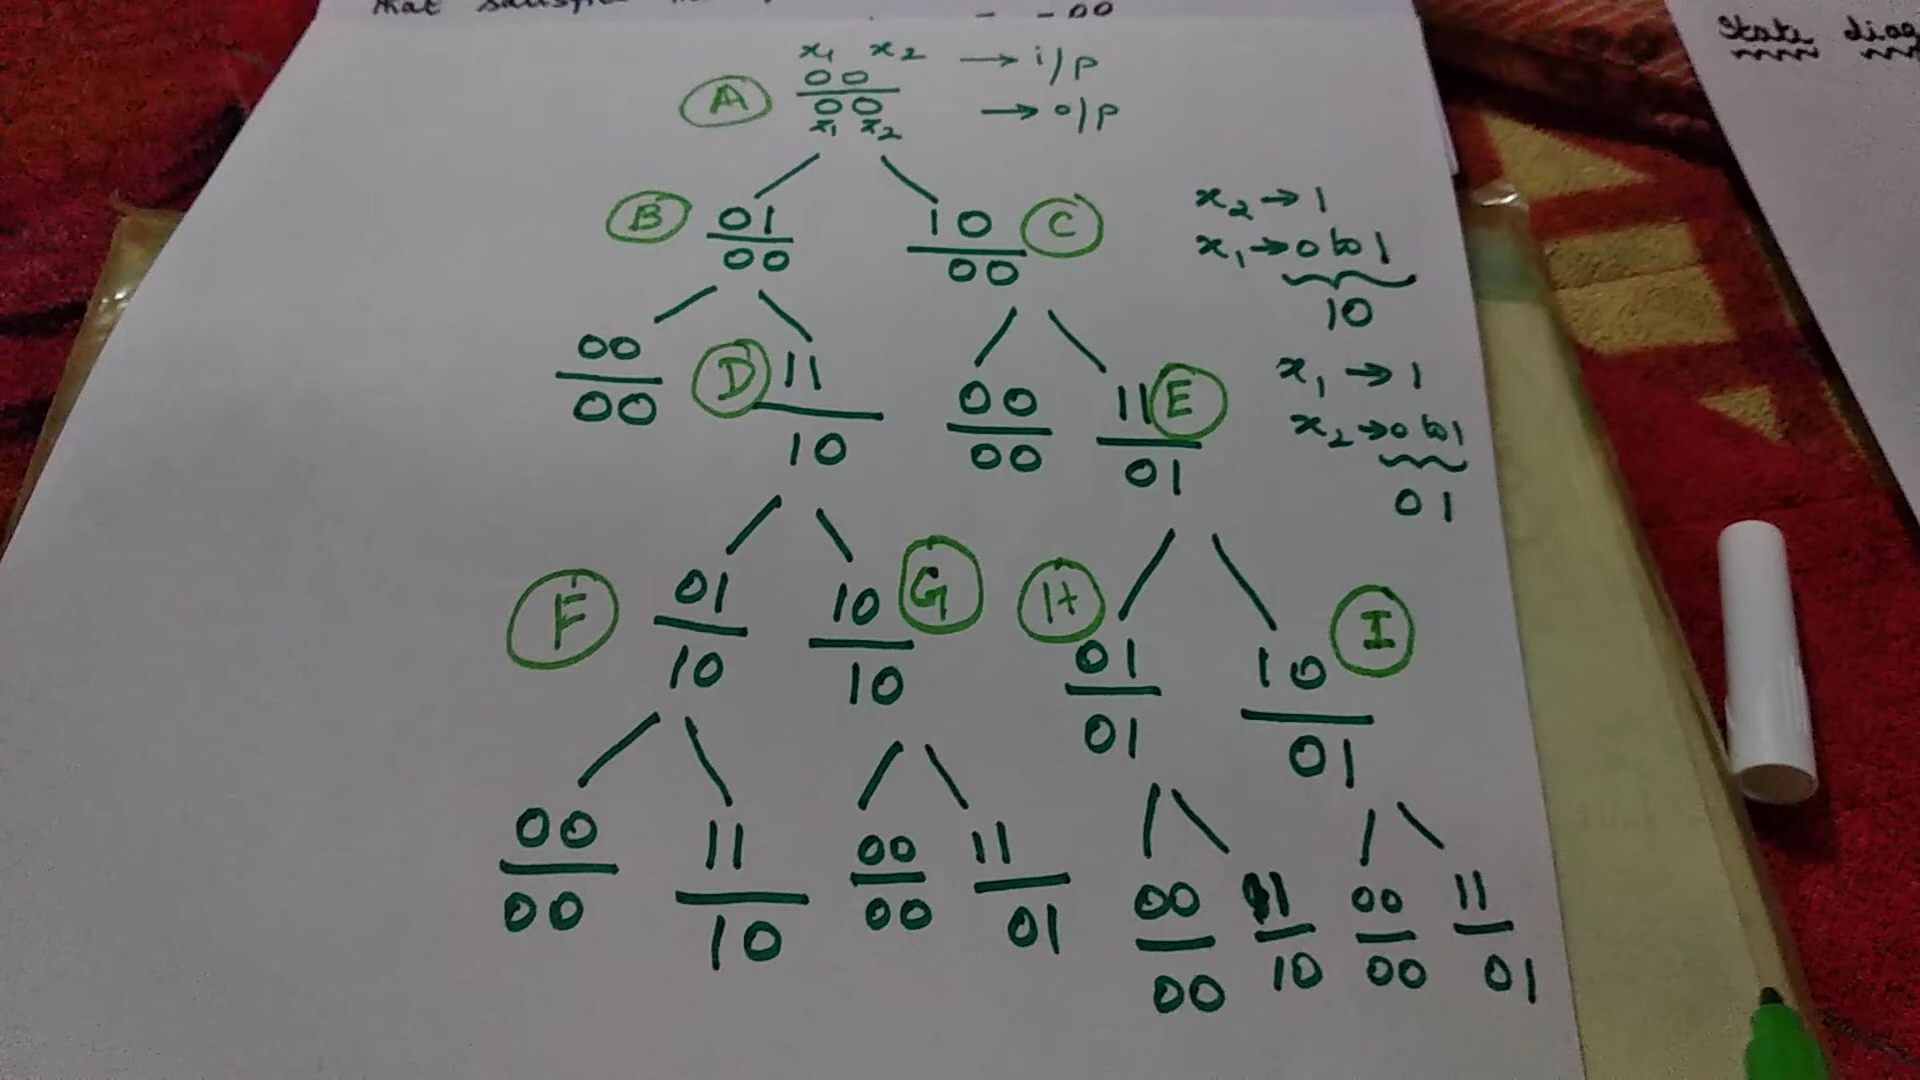 that
x1 x2 → i/p
A 00
00 → o/p
x1 x2
B 01 10 C
00 00
x2 → 1
x1 → 0 to 1
10
00 D 11 00 11 E
00 10 00 01
x1 → 1
x2 → 0 to 1
01
F 01 10 G H 01 10 I
10 10 01 01
00 11 00 11 00 11 00 11
00 10 00 01 00 10 00 01
State diag